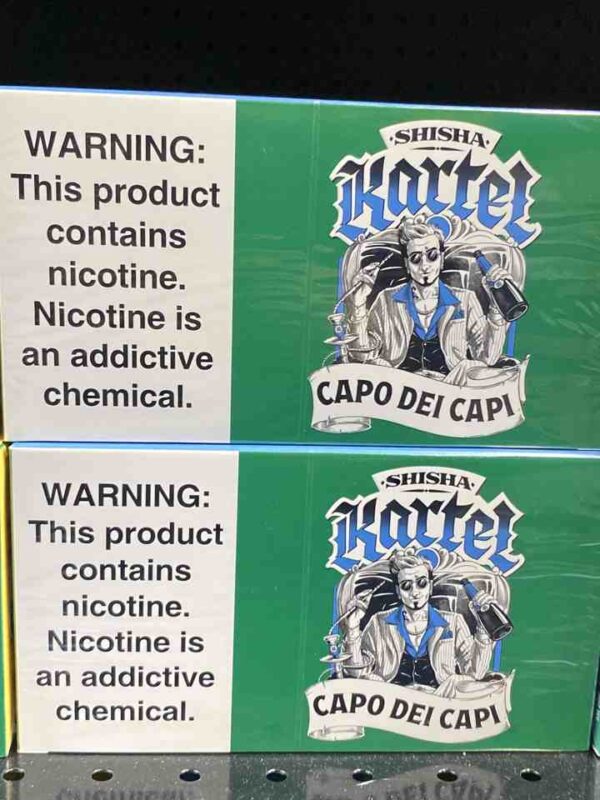 WARNING:
This product
contains
nicotine.
Nicotine is
an addictive
chemical.
·SHISHA·
Kartel
CAPO DEI CAPI
WARNING:
This product
contains
nicotine.
Nicotine is
an addictive
chemical.
·SHISHA·
Kartel
CAPO DEI CAPI